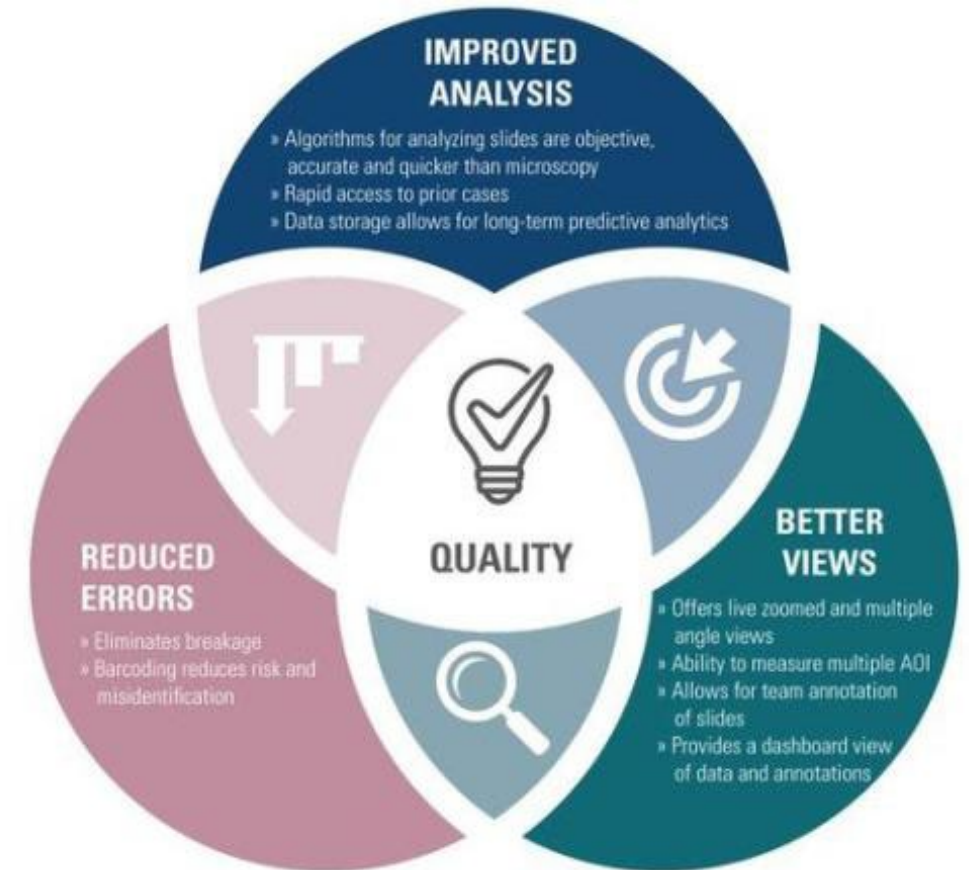 IMPROVED
ANALYSIS
» Algorithms for analyzing slides are objective,
accurate and quicker than microscopy
» Rapid access to prior cases
» Data storage allows for long-term predictive analytics
QUALITY
REDUCED
ERRORS
» Eliminates breakage
» Barcoding reduces risk and
misidentification
BETTER
VIEWS
» Offers live zoomed and multiple
angle views
» Ability to measure multiple AOI
» Allows for team annotation
of slides
» Provides a dashboard view
of data and annotations